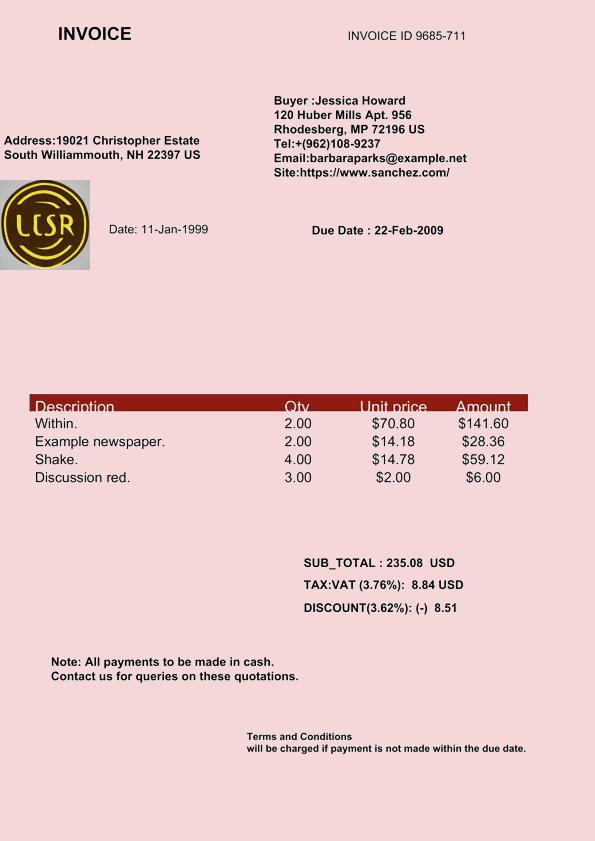 INVOICE
INVOICE ID 9685-711
Buyer :Jessica Howard
120 Huber Mills Apt. 956
Rhodesberg, MP 72196 US
Tel:+(962)108-9237
Email:barbaraparks@example.net
Site:https://www.sanchez.com/
Address:19021 Christopher Estate
South Williammouth, NH 22397 US
LCSR
Date: 11-Jan-1999
Due Date : 22-Feb-2009
Description Qty Unit price Amount
Within. 2.00 $70.80 $141.60
Example newspaper. 2.00 $14.18 $28.36
Shake. 4.00 $14.78 $59.12
Discussion red. 3.00 $2.00 $6.00
SUB_TOTAL : 235.08 USD
TAX:VAT (3.76%): 8.84 USD
DISCOUNT(3.62%): (-) 8.51
Note: All payments to be made in cash.
Contact us for queries on these quotations.
Terms and Conditions
will be charged if payment is not made within the due date.